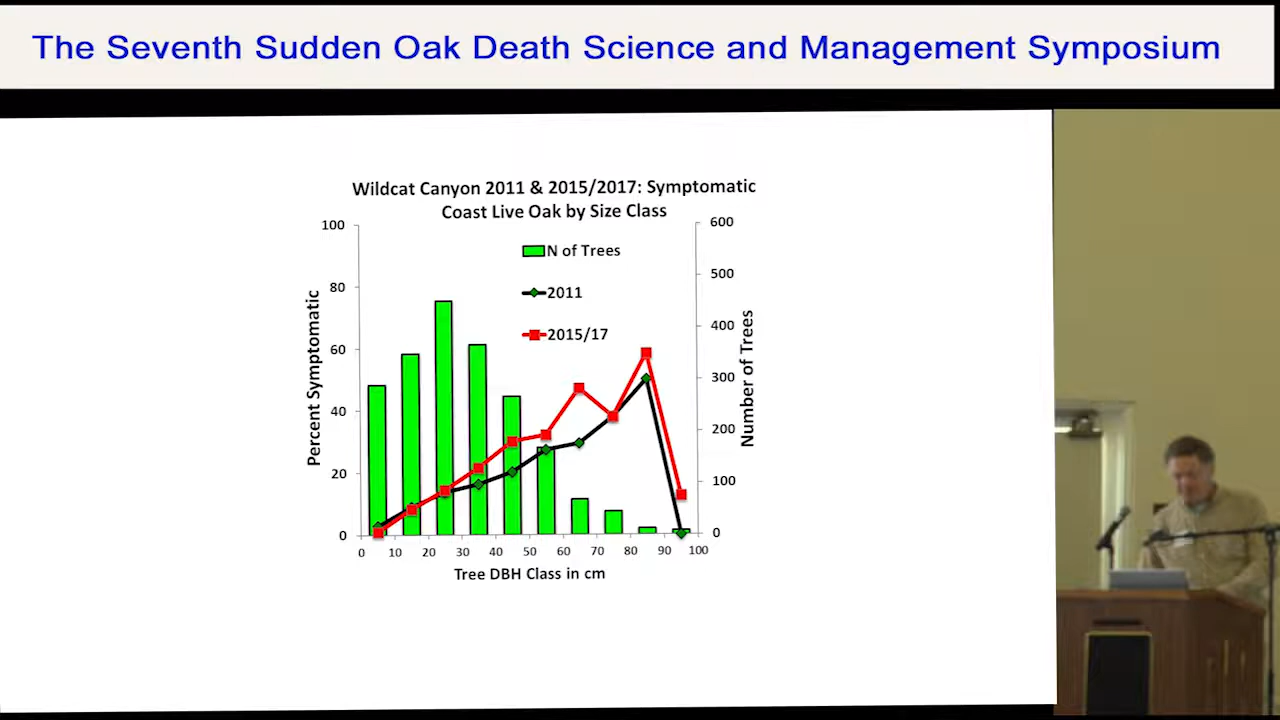 The Seventh Sudden Oak Death Science and Management Symposium
Wildcat Canyon 2011 & 2015/2017: Symptomatic
Coast Live Oak by Size Class
N of Trees
2011
2015/17
Percent Symptomatic
100
80
60
40
20
0
600
500
400
300
200
100
0
Number of Trees
0 10 20 30 40 50 60 70 80 90 100
Tree DBH Class in cm